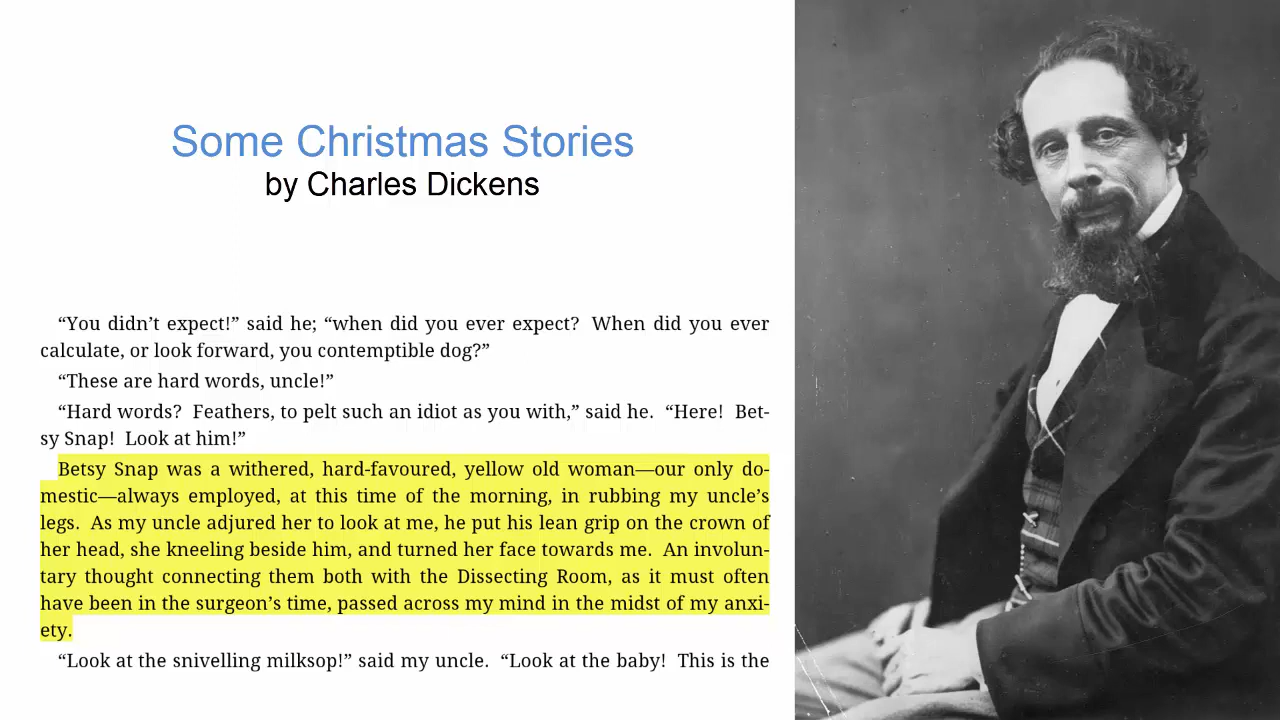 Some Christmas Stories
by Charles Dickens
“You didn’t expect!” said he; “when did you ever expect?  When did you ever
calculate, or look forward, you contemptible dog?”
“These are hard words, uncle!”
“Hard words?  Feathers, to pelt such an idiot as you with,” said he.  “Here!  Bet-
sy Snap!  Look at him!”
Betsy Snap was a withered, hard-favoured, yellow old woman—our only do-
mestic—always employed, at this time of the morning, in rubbing my uncle’s
legs.  As my uncle adjured her to look at me, he put his lean grip on the crown of
her head, she kneeling beside him, and turned her face towards me.  An involun-
tary thought connecting them both with the Dissecting Room, as it must often
have been in the surgeon’s time, passed across my mind in the midst of my anxi-
ety.
“Look at the snivelling milksop!” said my uncle.  “Look at the baby!  This is the